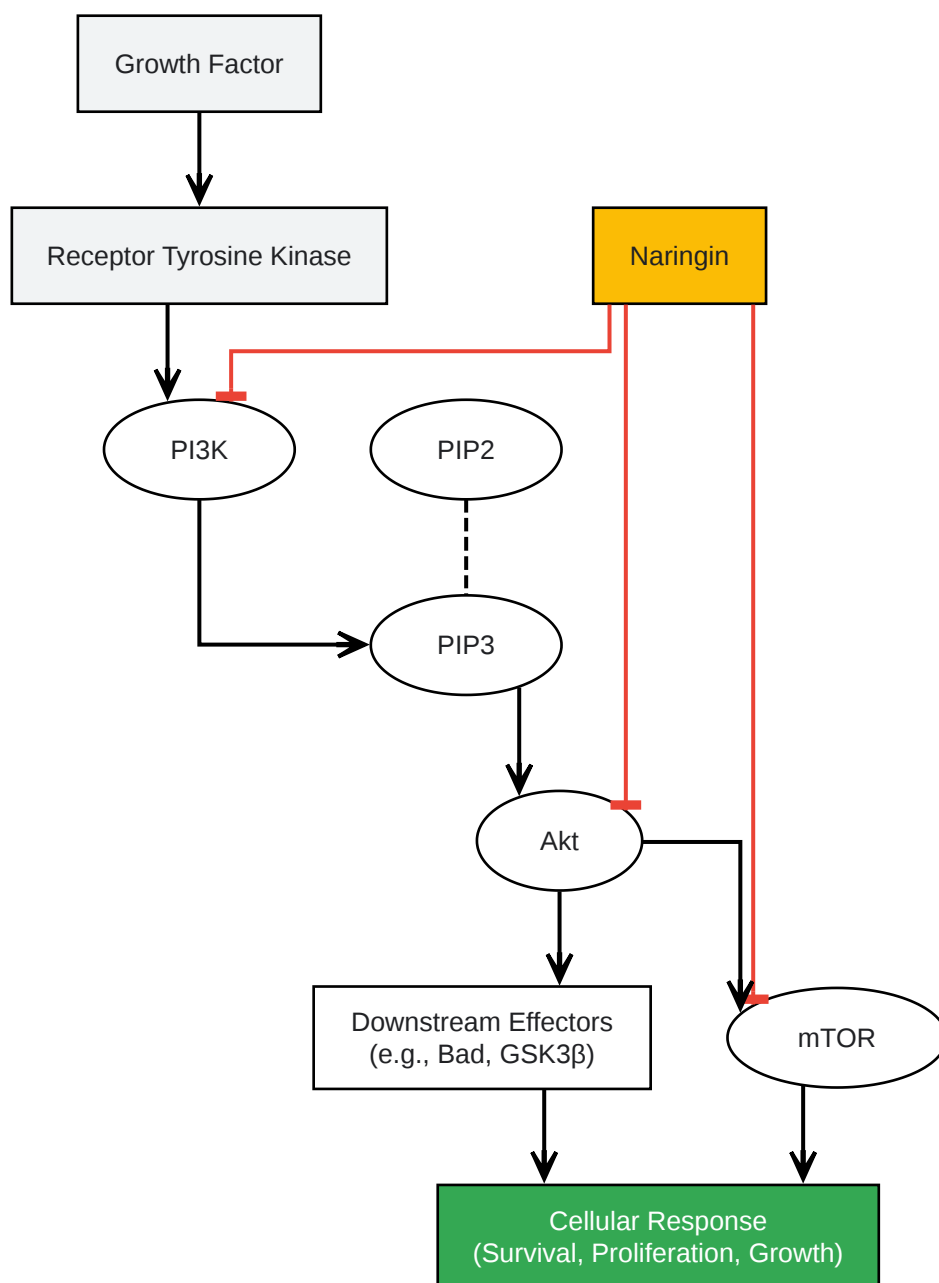 Growth Factor
Receptor Tyrosine Kinase
Naringin
PI3K
PIP2
PIP3
Akt
Downstream Effectors
(e.g., Bad, GSK3β)
mTOR
Cellular Response
(Survival, Proliferation, Growth)